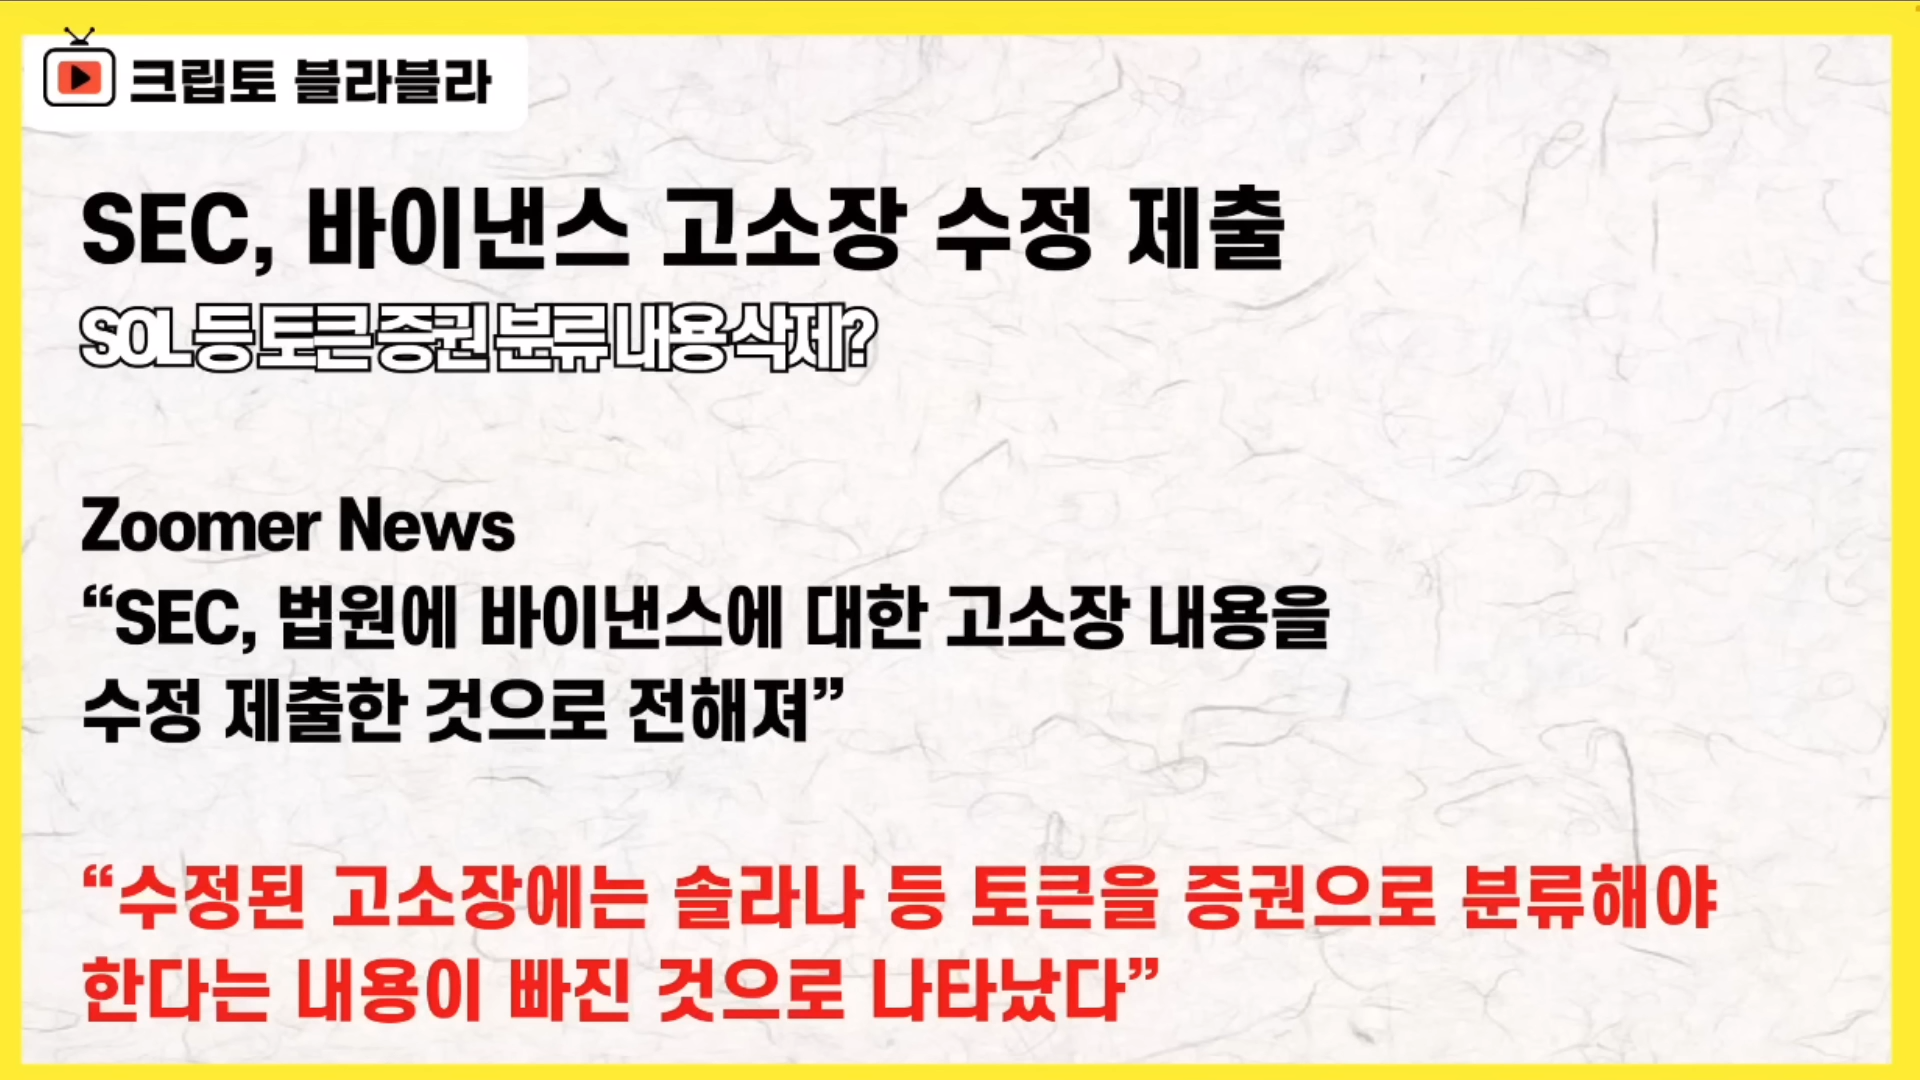 크립토 블라블라
SEC, 바이낸스 고소장 수정 제출
SOL 등 토큰 증권 분류 내용 삭제?
Zoomer News
“SEC, 법원에 바이낸스에 대한 고소장 내용을
수정 제출한 것으로 전해져”
“수정된 고소장에는 솔라나 등 토큰을 증권으로 분류해야
한다는 내용이 빠진 것으로 나타났다”